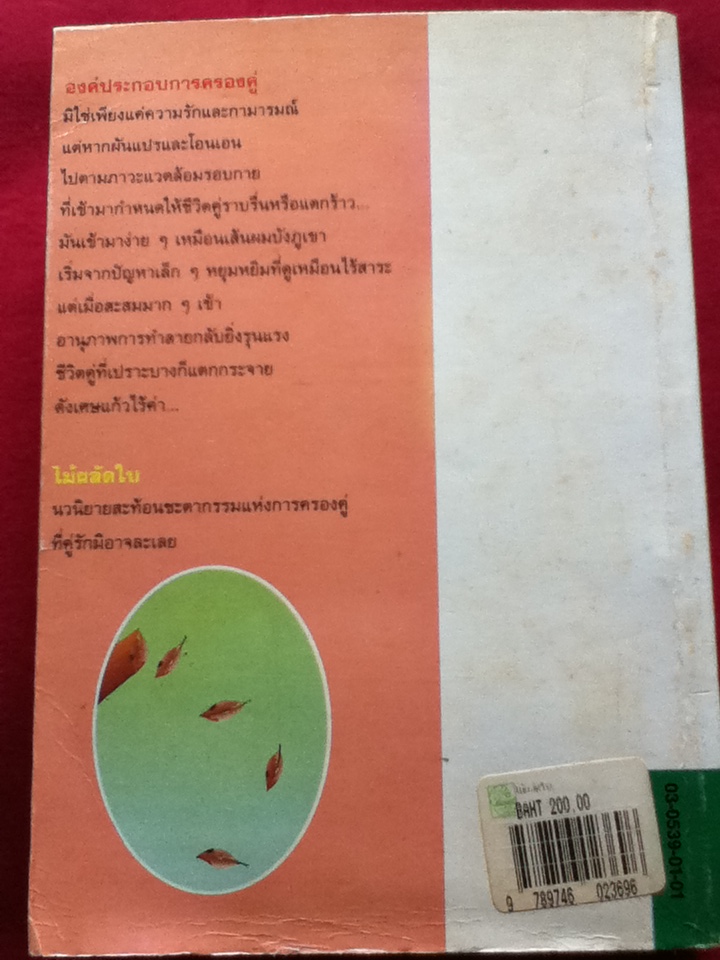 องค์ประกอบการครองคู่
มิใช่เพียงแค่ความรักและกามารมณ์
แต่หากผันแปรและโอนเอน
ไปตามภาวะแวดล้อมรอบกาย
ที่เข้ามากำหนดให้ชีวิตคู่ราบรื่นหรือแตกร้าว...
มันเข้ามาง่าย ๆ เหมือนเส้นผมบังภูเขา
เริ่มจากปัญหาเล็ก ๆ หยุมหยิมที่ดูเหมือนไร้สาระ
แต่เมื่อสะสมมาก ๆ เข้า
อานุภาพการทำลายกลับยิ่งรุนแรง
ชีวิตคู่ที่เปราะบางก็แตกกระจาย
ดังเศษแก้วไร้ค่า...
ไม้ผลัดใบ
นวนิยายสะท้อนชะตากรรมแห่งการครองคู่
ที่คู่รักมิอาจละเลย
BAHT 200.00
9 789746 023696
03-0539-01-01